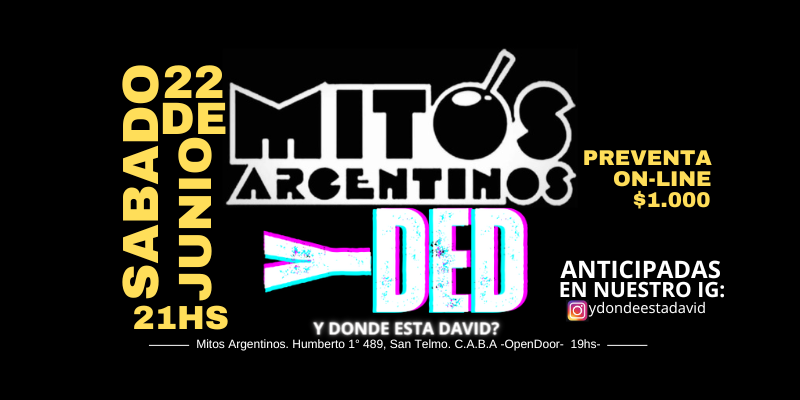 SABADO
22
DE
JUNIO
21HS
MITOS
ARGENTINOS
YDED
Y DONDE ESTA DAVID?
PREVENTA
ON-LINE
$1.000
ANTICIPADAS
EN NUESTRO IG:
ydondeestadavid
Mitos Argentinos. Humberto 1° 489, San Telmo. C.A.B.A -OpenDoor- 19hs-